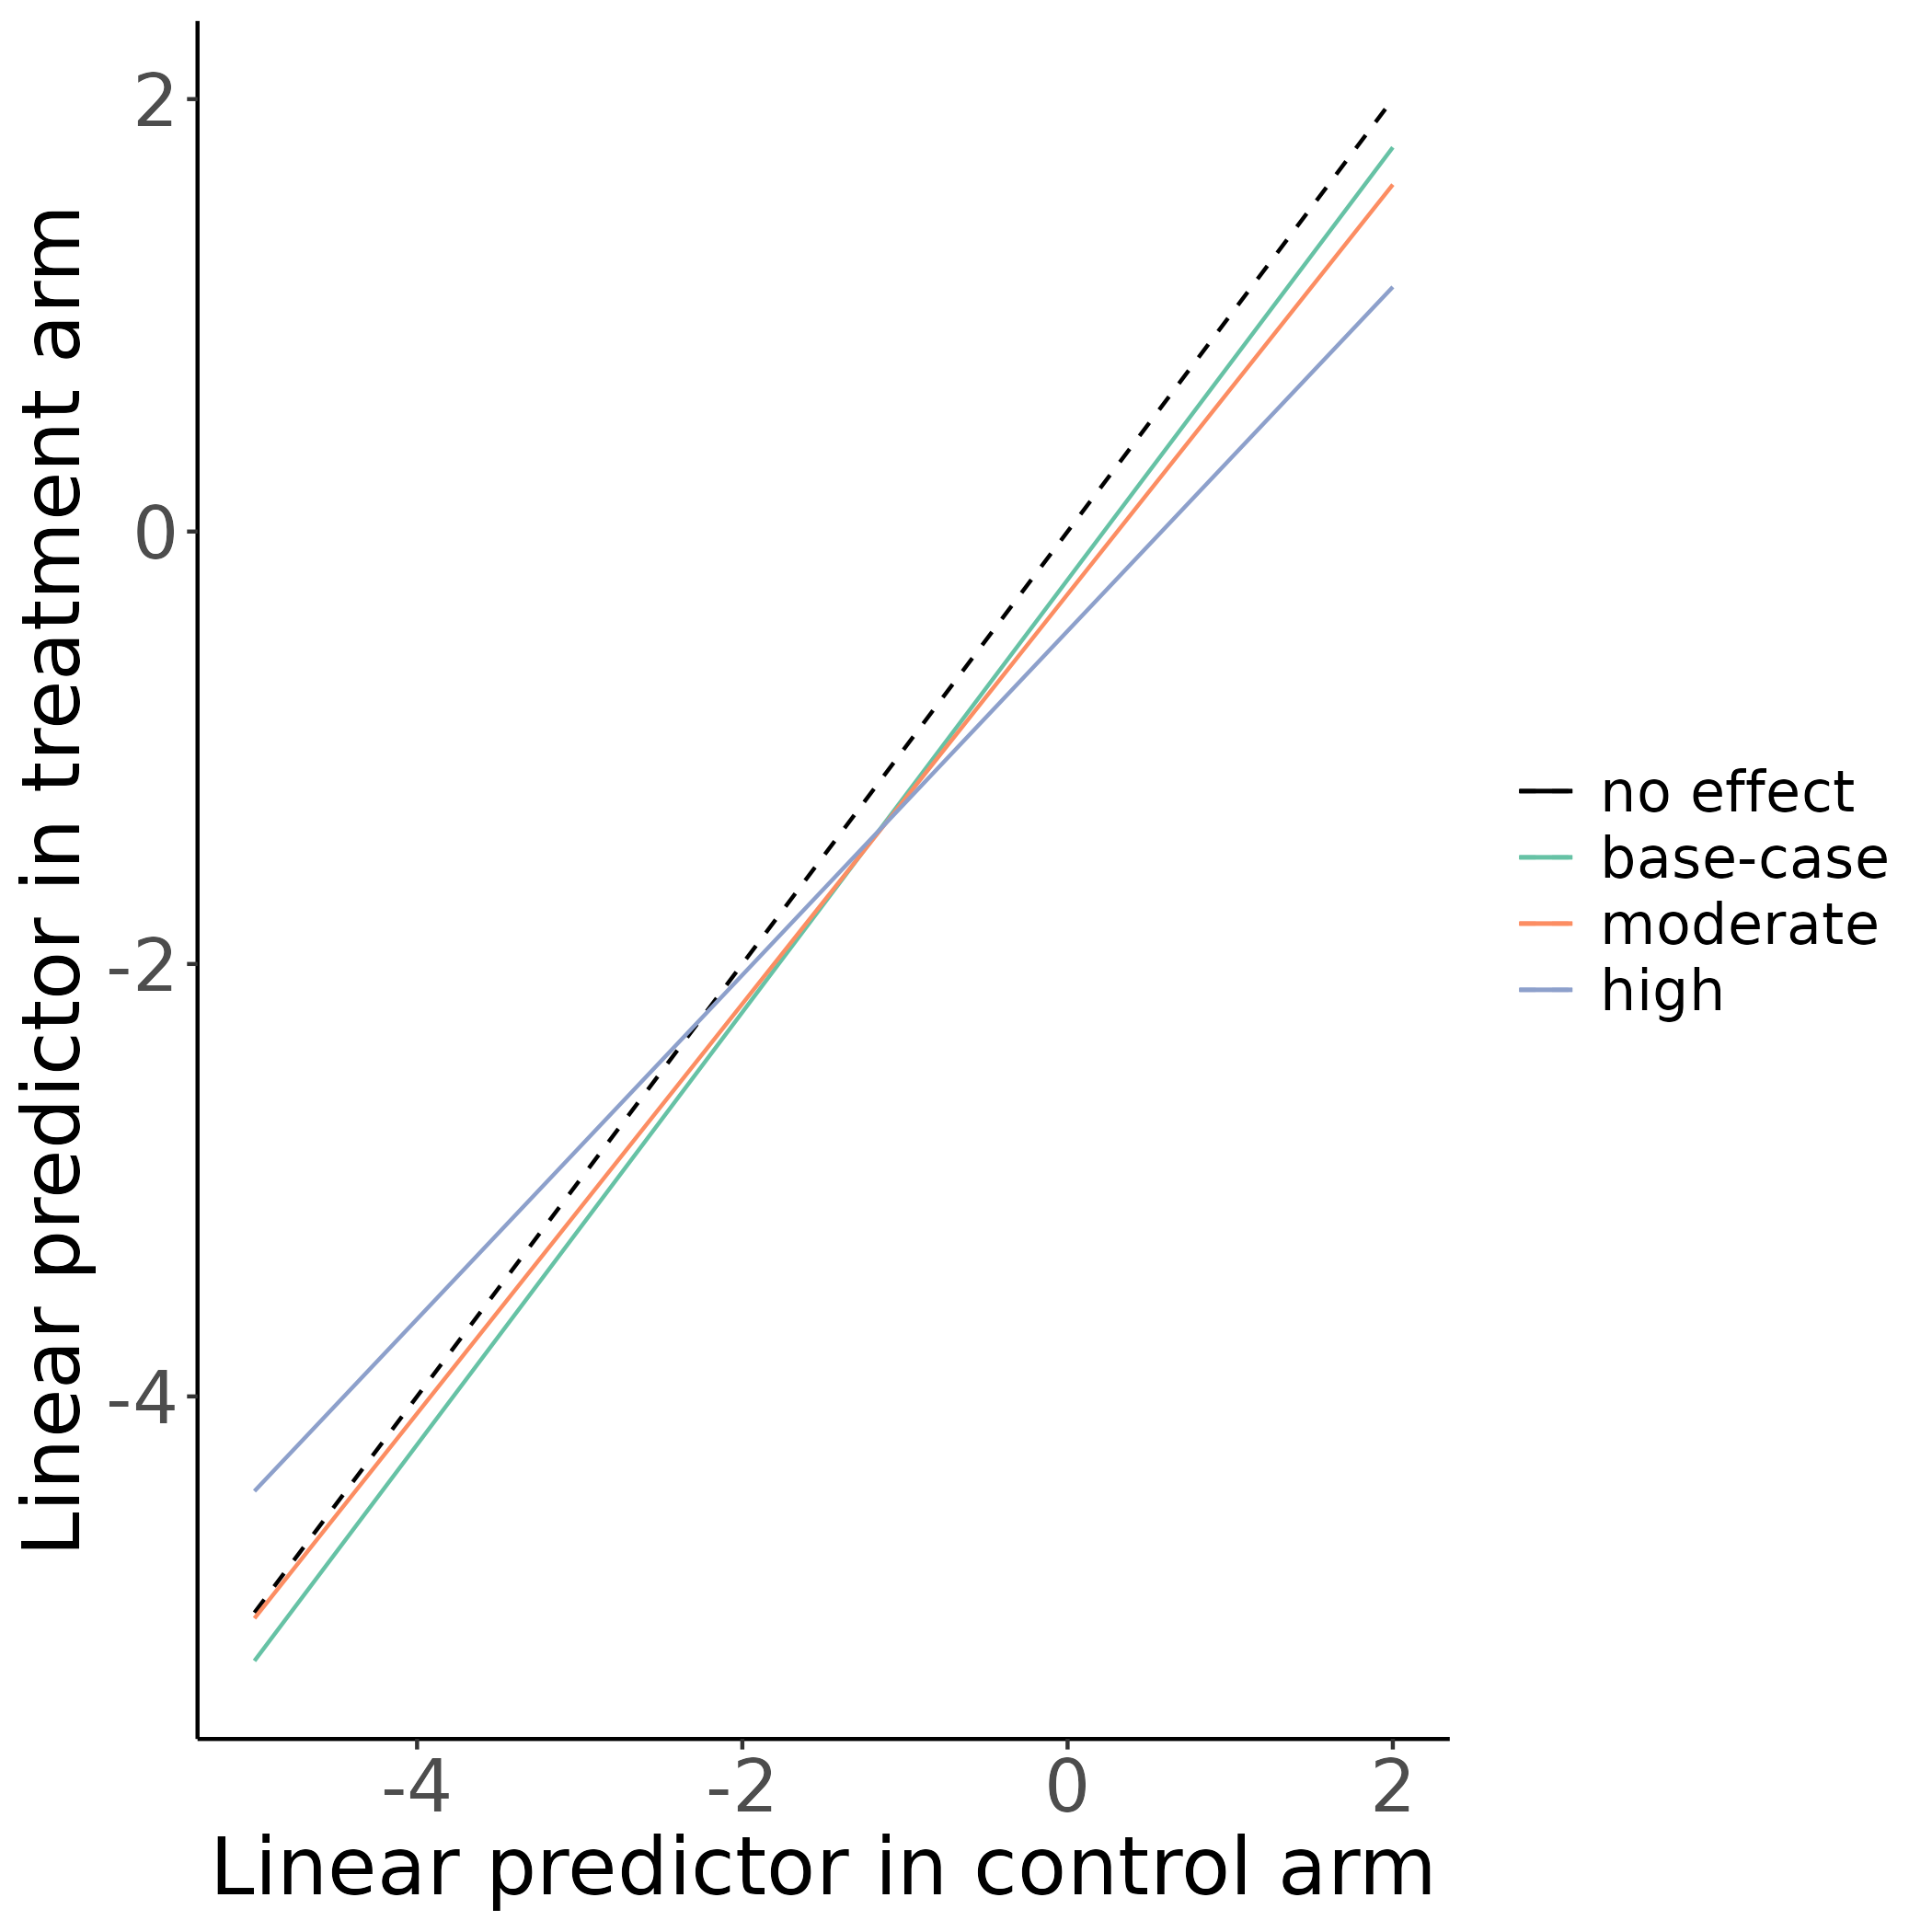 2
0
-2
-4
Linear predictor in treatment arm
-4
-2
0
2
Linear predictor in control arm
no effect
base-case
moderate
high